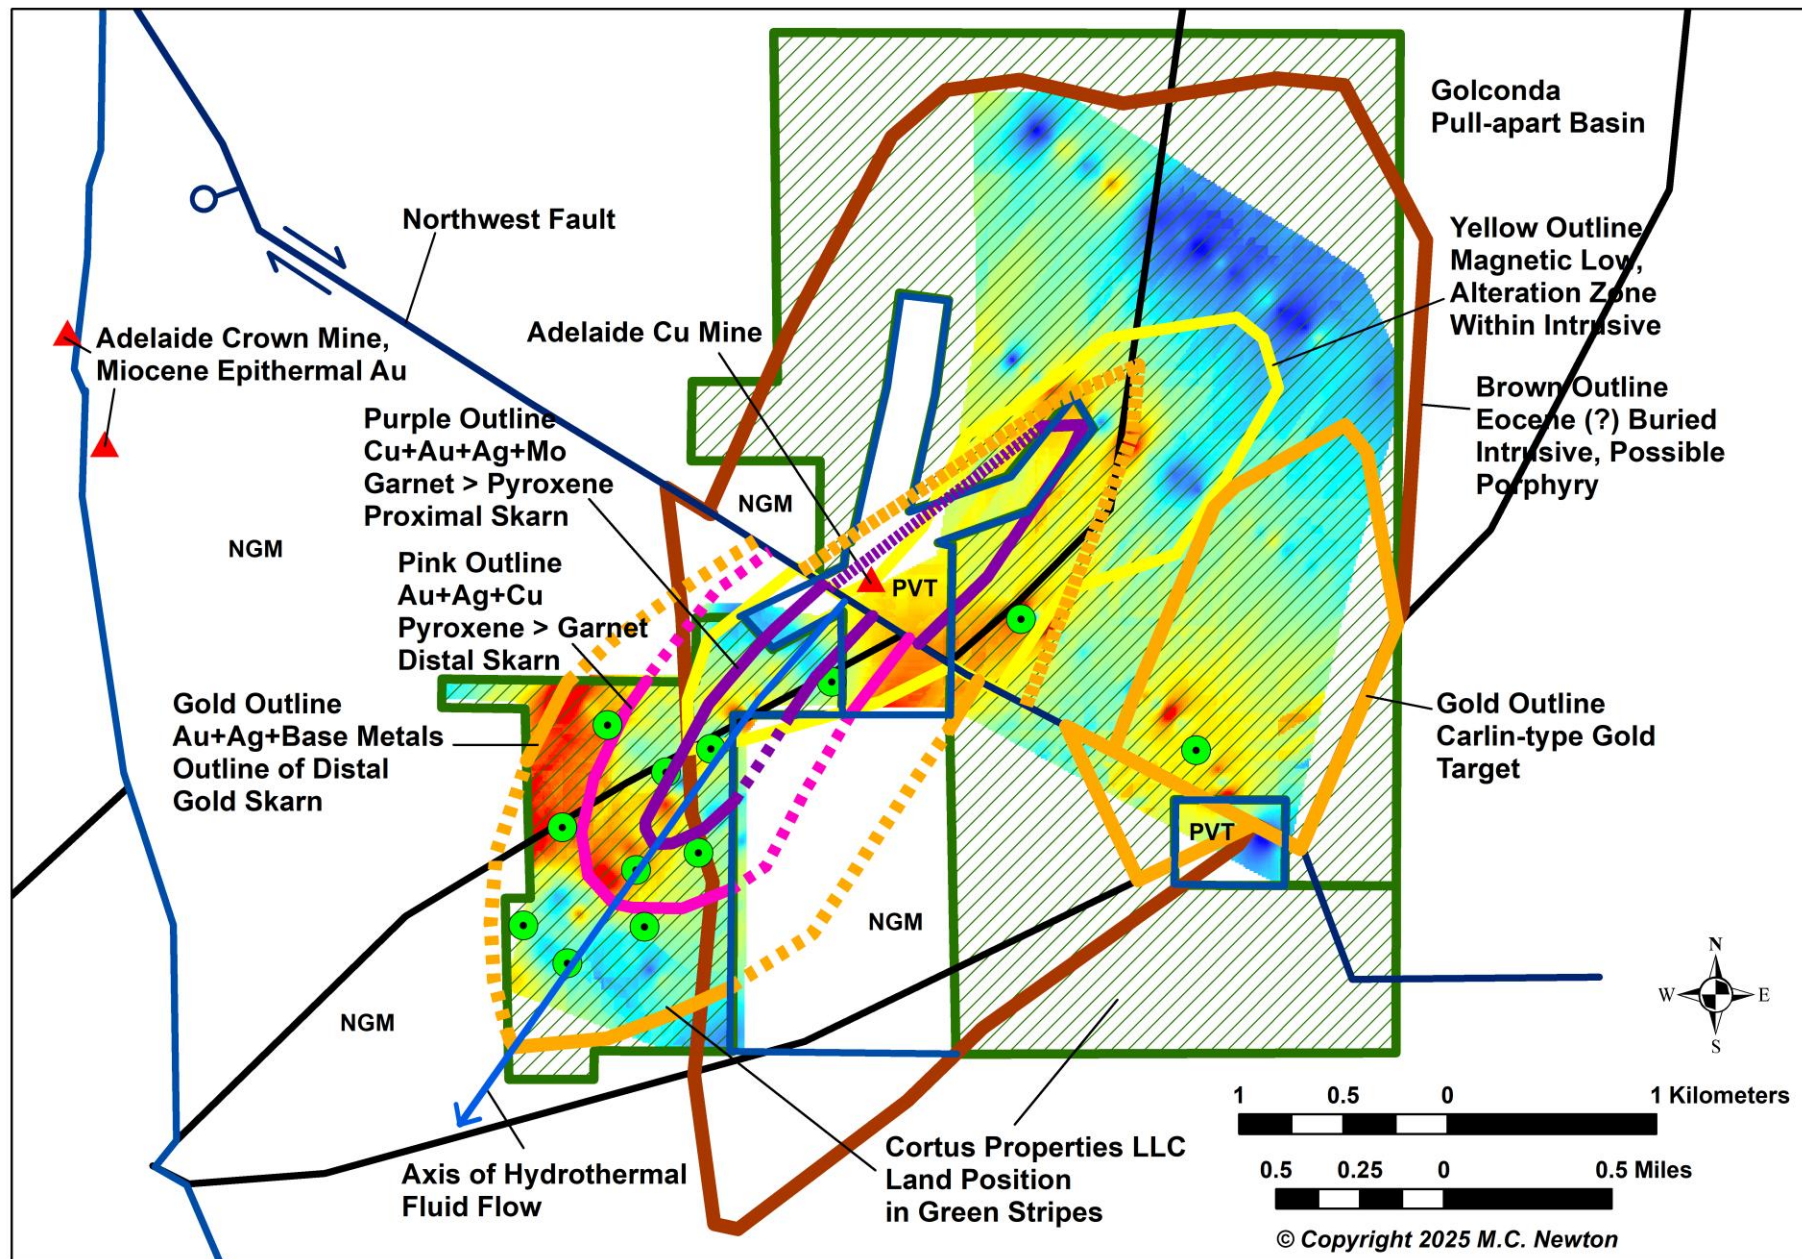 Golconda
Pull-apart Basin
Northwest Fault
Yellow Outline
Magnetic Low,
Alteration Zone
Within Intrusive
Adelaide Crown Mine,
Miocene Epithermal Au
Adelaide Cu Mine
Brown Outline
Eocene (?) Buried
Intrusive, Possible
Porphyry
Purple Outline
Cu+Au+Ag+Mo
Garnet > Pyroxene
Proximal Skarn
NGM
NGM
Pink Outline
Au+Ag+Cu
Pyroxene > Garnet
Distal Skarn
PVT
Gold Outline
Au+Ag+Base Metals
Outline of Distal
Gold Skarn
Gold Outline
Carlin-type Gold
Target
PVT
NGM
NGM
N
W
E
S
1
0.5
0
1 Kilometers
0.5
0.25
0
0.5 Miles
Axis of Hydrothermal
Fluid Flow
Cortus Properties LLC
Land Position
in Green Stripes
© Copyright 2025 M.C. Newton